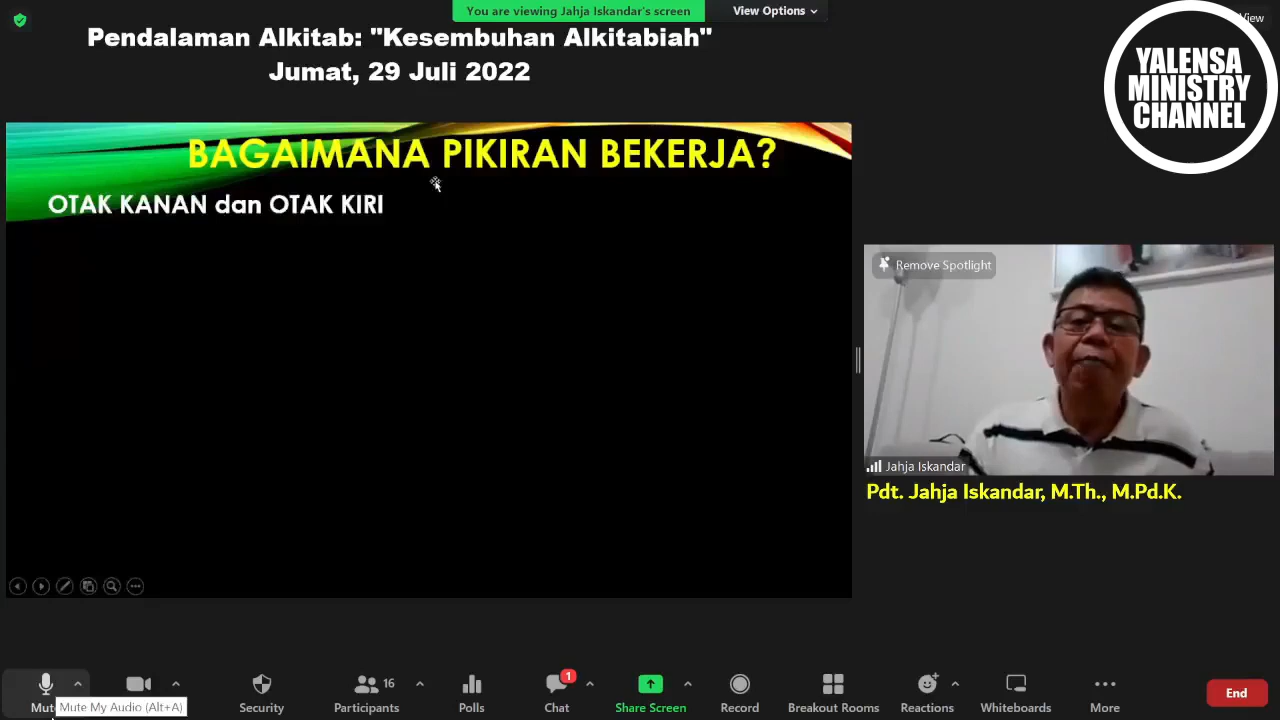 You are viewing Jahja Iskandar's screen
View Options
View
Pendalaman Alkitab: "Kesembuhan Alkitabiah"
Jumat, 29 Juli 2022
YALENSA
MINISTRY
CHANNEL
BAGAIMANA PIKIRAN BEKERJA?
OTAK KANAN dan OTAK KIRI
Remove Spotlight
Jahja Iskandar
Pdt. Jahja Iskandar, M.Th., M.Pd.K.
16
1
Mute
Mute My Audio (Alt+A)
Security
Participants
Polls
Chat
Share Screen
Record
Breakout Rooms
Reactions
Whiteboards
More
End